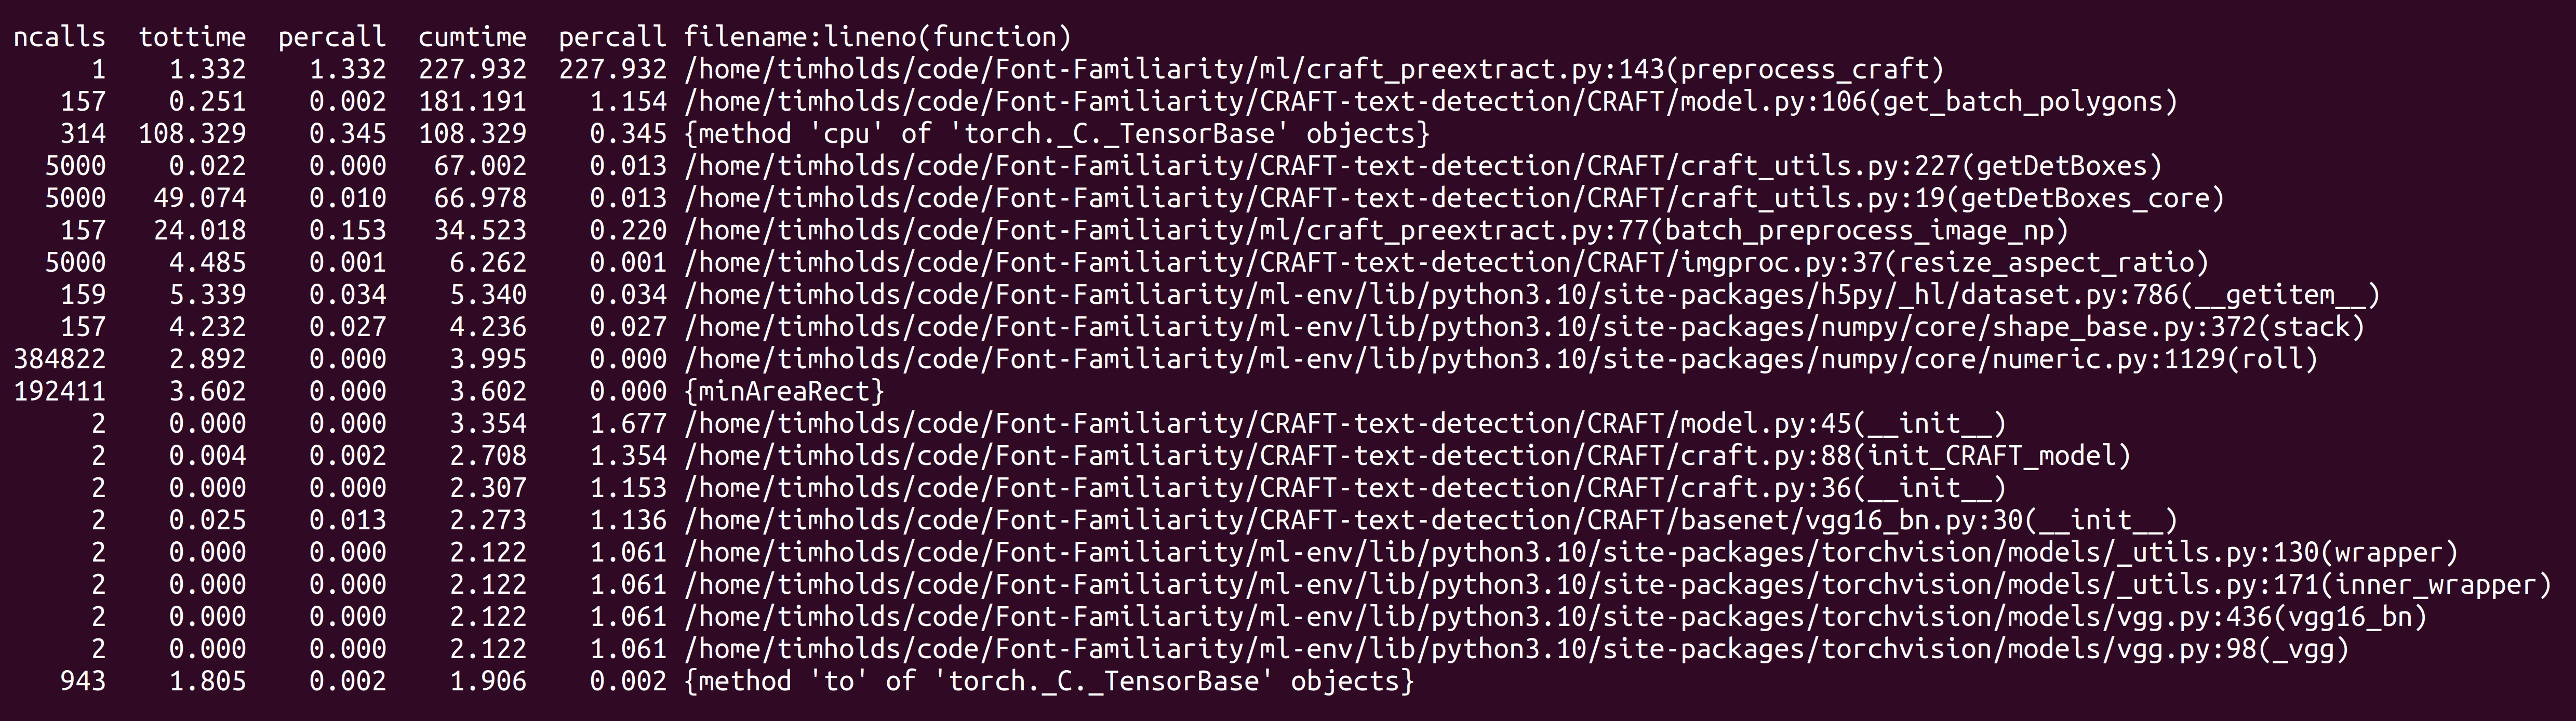 ncalls  tottime  percall  cumtime  percall filename:lineno(function)
     1    1.332    1.332  227.932  227.932 /home/timholds/code/Font-Familiarity/ml/craft_preextract.py:143(preprocess_craft)
   157    0.251    0.002  181.191    1.154 /home/timholds/code/Font-Familiarity/CRAFT-text-detection/CRAFT/model.py:106(get_batch_polygons)
   314  108.329    0.345  108.329    0.345 {method 'cpu' of 'torch._C._TensorBase' objects}
  5000    0.022    0.000   67.002    0.013 /home/timholds/code/Font-Familiarity/CRAFT-text-detection/CRAFT/craft_utils.py:227(getDetBoxes)
  5000   49.074    0.010   66.978    0.013 /home/timholds/code/Font-Familiarity/CRAFT-text-detection/CRAFT/craft_utils.py:19(getDetBoxes_core)
   157   24.018    0.153   34.523    0.220 /home/timholds/code/Font-Familiarity/ml/craft_preextract.py:77(batch_preprocess_image_np)
  5000    4.485    0.001    6.262    0.001 /home/timholds/code/Font-Familiarity/CRAFT-text-detection/CRAFT/imgproc.py:37(resize_aspect_ratio)
   159    5.339    0.034    5.340    0.034 /home/timholds/code/Font-Familiarity/ml-env/lib/python3.10/site-packages/h5py/_hl/dataset.py:786(__getitem__)
   157    4.232    0.027    4.236    0.027 /home/timholds/code/Font-Familiarity/ml-env/lib/python3.10/site-packages/numpy/core/shape_base.py:372(stack)
384822    2.892    0.000    3.995    0.000 /home/timholds/code/Font-Familiarity/ml-env/lib/python3.10/site-packages/numpy/core/numeric.py:1129(roll)
192411    3.602    0.000    3.602    0.000 {minAreaRect}
     2    0.000    0.000    3.354    1.677 /home/timholds/code/Font-Familiarity/CRAFT-text-detection/CRAFT/model.py:45(__init__)
     2    0.004    0.002    2.708    1.354 /home/timholds/code/Font-Familiarity/CRAFT-text-detection/CRAFT/craft.py:88(init_CRAFT_model)
     2    0.000    0.000    2.307    1.153 /home/timholds/code/Font-Familiarity/CRAFT-text-detection/CRAFT/craft.py:36(__init__)
     2    0.025    0.013    2.273    1.136 /home/timholds/code/Font-Familiarity/CRAFT-text-detection/CRAFT/basenet/vgg16_bn.py:30(__init__)
     2    0.000    0.000    2.122    1.061 /home/timholds/code/Font-Familiarity/ml-env/lib/python3.10/site-packages/torchvision/models/_utils.py:130(wrapper)
     2    0.000    0.000    2.122    1.061 /home/timholds/code/Font-Familiarity/ml-env/lib/python3.10/site-packages/torchvision/models/_utils.py:171(inner_wrapper)
     2    0.000    0.000    2.122    1.061 /home/timholds/code/Font-Familiarity/ml-env/lib/python3.10/site-packages/torchvision/models/vgg.py:436(vgg16_bn)
     2    0.000    0.000    2.122    1.061 /home/timholds/code/Font-Familiarity/ml-env/lib/python3.10/site-packages/torchvision/models/vgg.py:98(_vgg)
   943    1.805    0.002    1.906    0.002 {method 'to' of 'torch._C._TensorBase' objects}